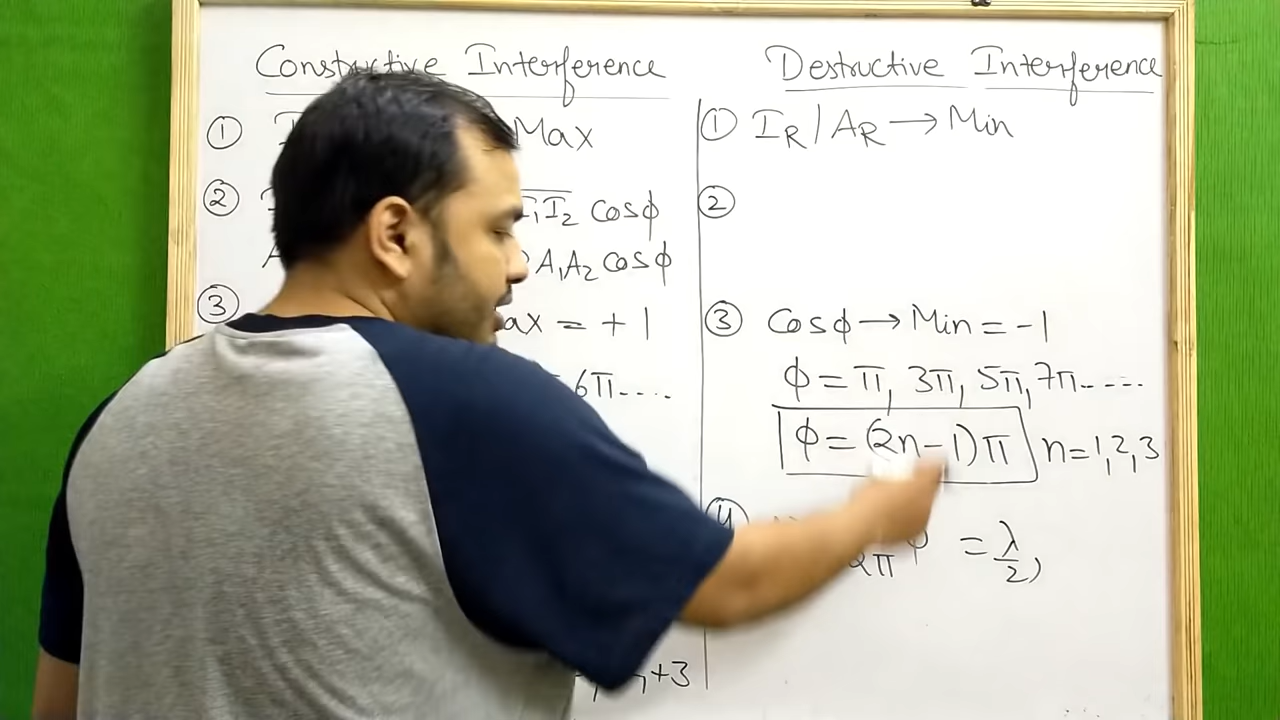 Constructive Interference
① Max
② I₁I₂ cosϕ
A₁A₂ cosϕ
③ ax = +1
6π....
+3
Destructive Interference
① I_R / A_R → Min
②
③ Cosϕ → Min = -1
ϕ = π, 3π, 5π, 7π.....
ϕ = (2n-1)π n=1,2,3
④
2π = λ/2,